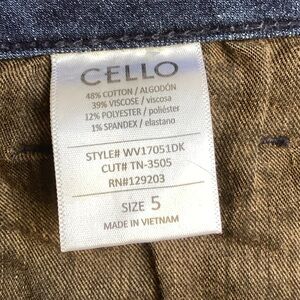 CELLO
48% COTTON / ALGODÓN
39% VISCOSE / viscosa
12% POLYESTER / poliéster
1% SPANDEX / elastano
STYLE# WV17051DK
CUT# TN-3505
RN#129203
SIZE 5
MADE IN VIETNAM